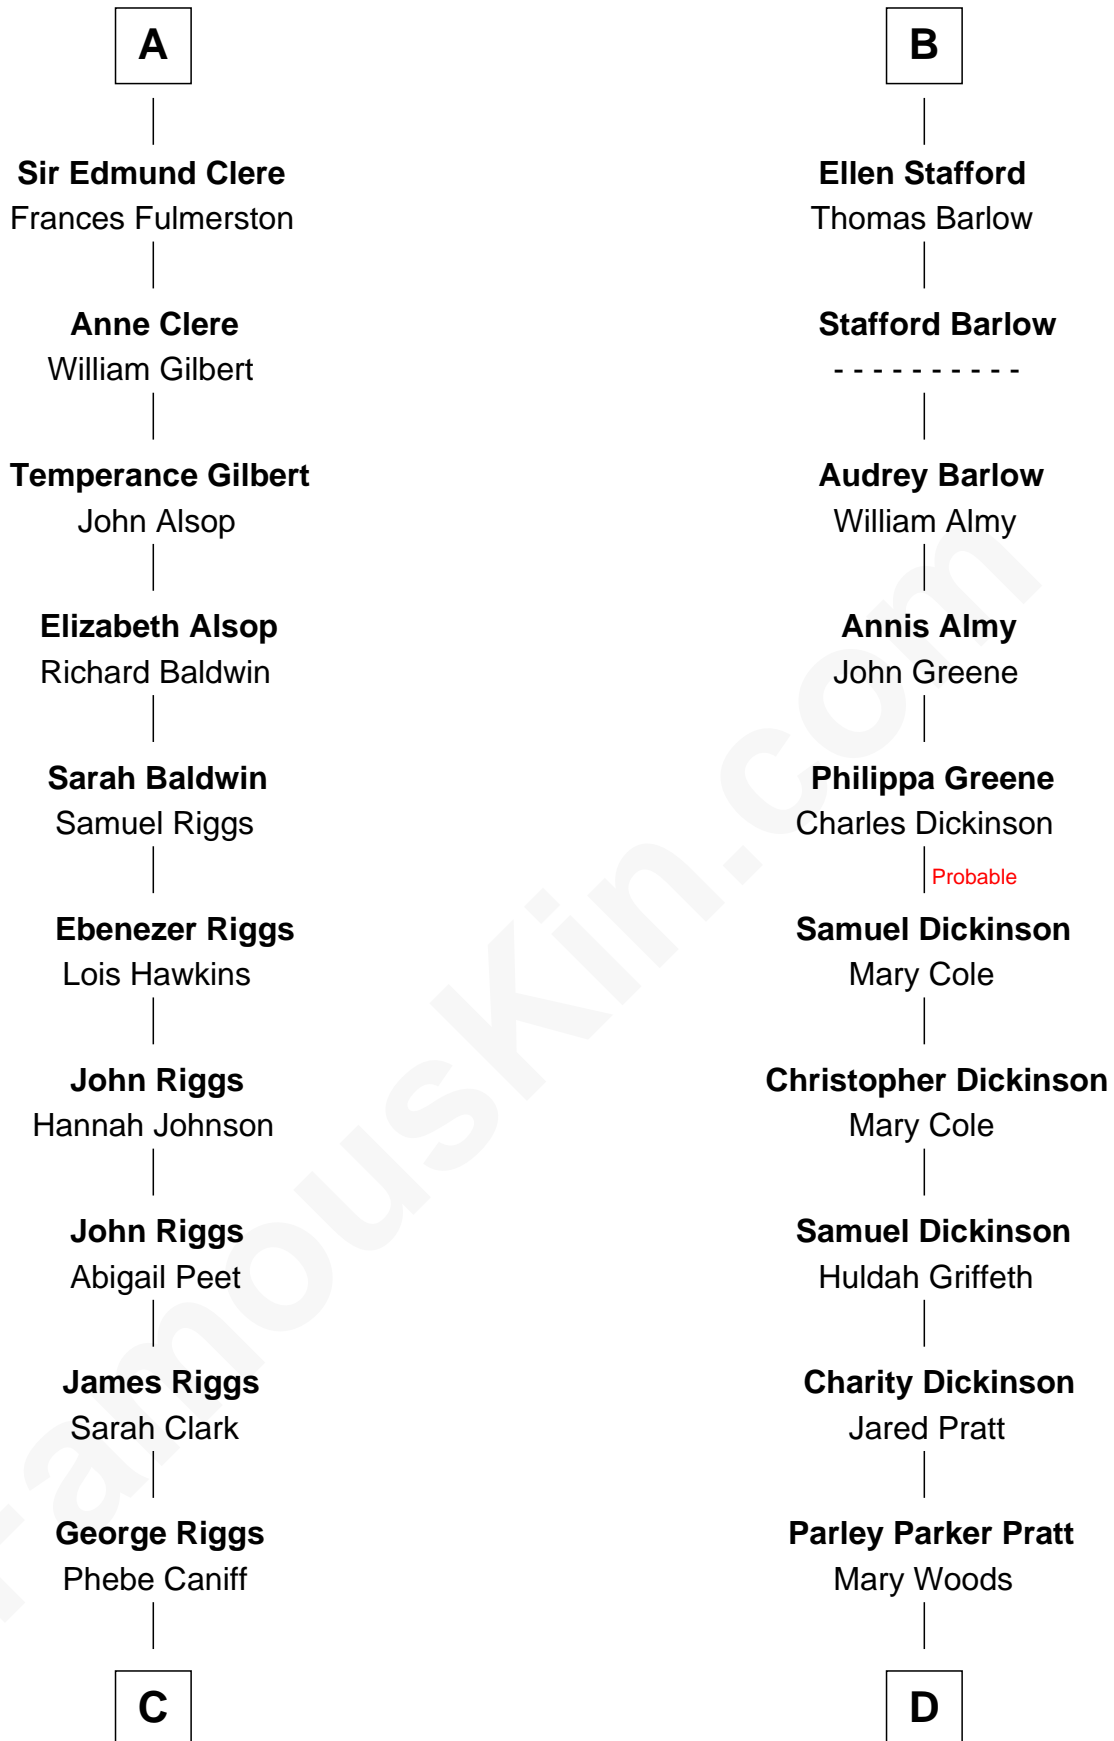 A
Sir Edmund Clere
Frances Fulmerston
Anne Clere
William Gilbert
Temperance Gilbert
John Alsop
Elizabeth Alsop
Richard Baldwin
Sarah Baldwin
Samuel Riggs
Ebenezer Riggs
Lois Hawkins
John Riggs
Hannah Johnson
John Riggs
Abigail Peet
James Riggs
Sarah Clark
George Riggs
Phebe Caniff
C
B
Ellen Stafford
Thomas Barlow
Stafford Barlow
- - - - - - - - - -
Audrey Barlow
William Almy
Annis Almy
John Greene
Philippa Greene
Charles Dickinson
Probable
Samuel Dickinson
Mary Cole
Christopher Dickinson
Mary Cole
Samuel Dickinson
Huldah Griffeth
Charity Dickinson
Jared Pratt
Parley Parker Pratt
Mary Woods
D
FamousKin.com